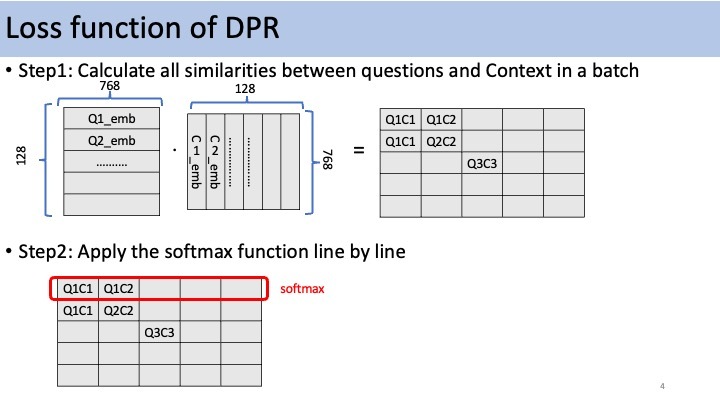 Loss function of DPR
• Step1: Calculate all similarities between questions and Context in a batch
768
128
128
Q1_emb
Q2_emb
..........
.
C1_emb
C2_emb
............
............
768
=
Q1C1 Q1C2
Q1C1 Q2C2
Q3C3
• Step2: Apply the softmax function line by line
Q1C1 Q1C2
softmax
Q1C1 Q2C2
Q3C3
4